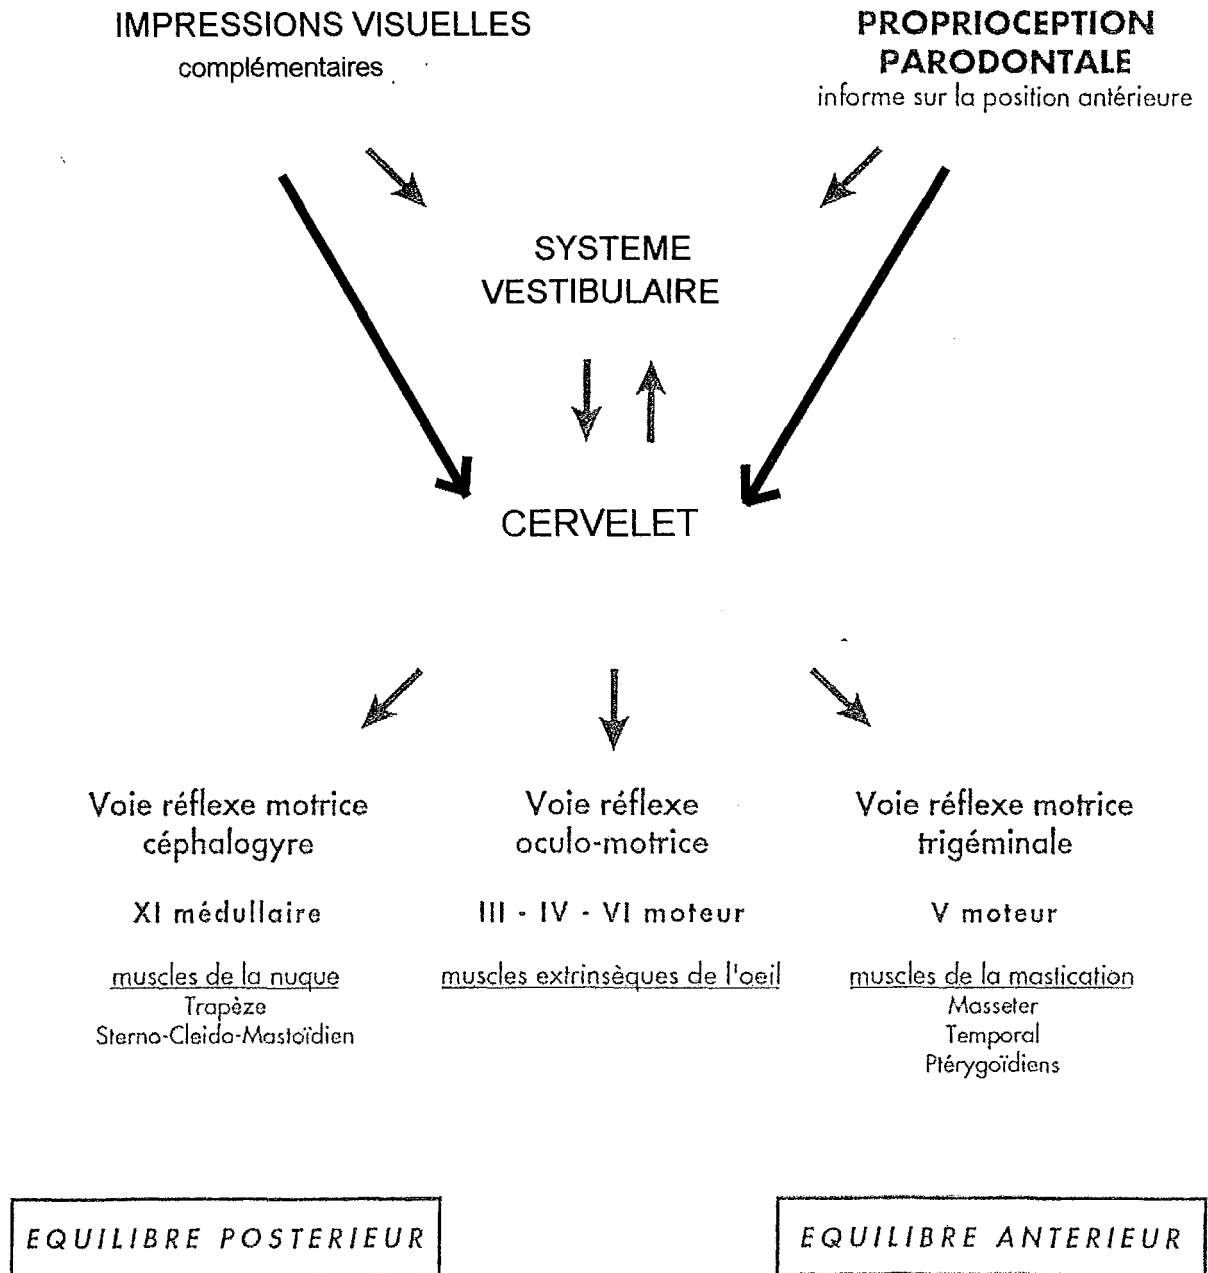 IMPRESSIONS VISUELLES
complémentaires
PROPRIOCEPTION
PARODONTALE
informe sur la position antérieure
SYSTEME
VESTIBULAIRE
CERVELET
Voie réflexe motrice
céphalogyre
XI médullaire
muscles de la nuque
Trapèze
Sterno-Cleido-Mastoïdien
Voie réflexe
oculo-motrice
III - IV - VI moteur
muscles extrinsèques de l'oeil
Voie réflexe motrice
trigéminale
V moteur
muscles de la mastication
Masseter
Temporal
Ptérygoïdiens
EQUILIBRE POSTERIEUR
EQUILIBRE ANTERIEUR